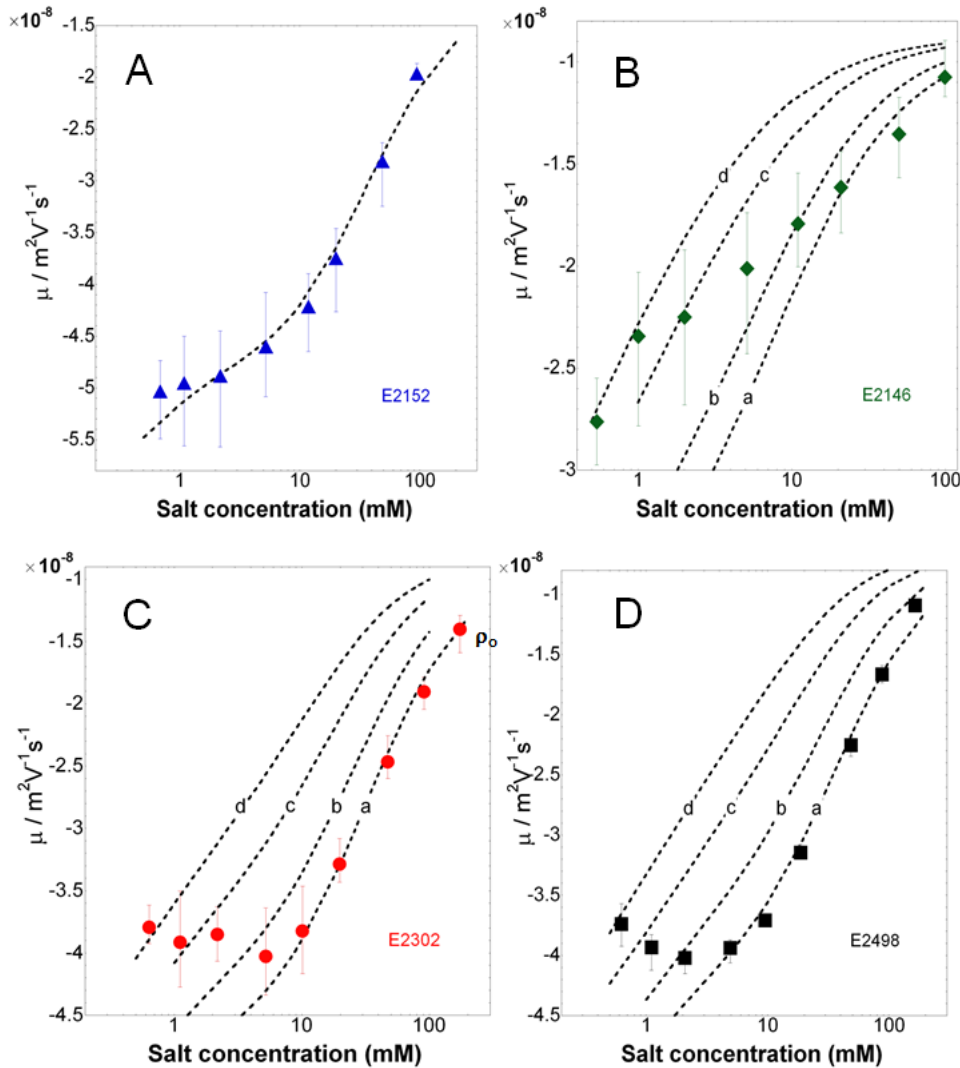 ×10⁻⁸
-1.5
-2
-2.5
-3
-3.5
-4
-4.5
-5
-5.5
A
E2152
μ / m²V⁻¹s⁻¹
1
10
100
Salt concentration (mM)
×10⁻⁸
-1
-1.5
-2
-2.5
-3
B
d
c
b
a
E2146
μ / m²V⁻¹s⁻¹
1
10
100
Salt concentration (mM)
×10⁻⁸
-1
-1.5
-2
-2.5
-3
-3.5
-4
-4.5
C
ρₒ
d
c
b
a
E2302
μ / m²V⁻¹s⁻¹
1
10
100
Salt concentration (mM)
×10⁻⁸
-1
-1.5
-2
-2.5
-3
-3.5
-4
-4.5
D
d
c
b
a
E2498
μ / m²V⁻¹s⁻¹
1
10
100
Salt concentration (mM)